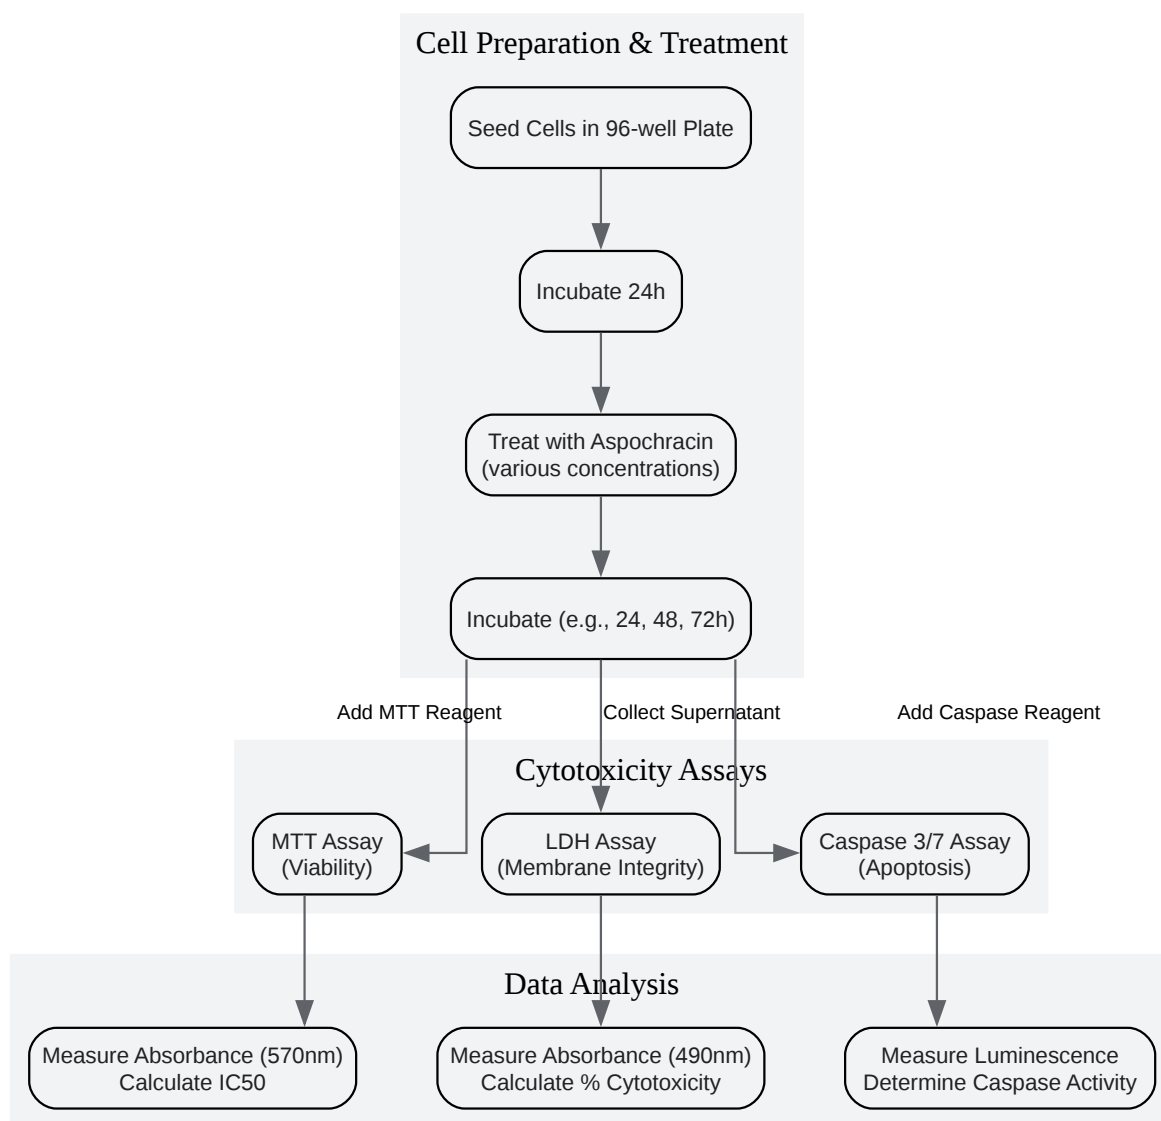 Cell Preparation & Treatment
Seed Cells in 96-well Plate
Incubate 24h
Treat with Aspochracin
(various concentrations)
Incubate (e.g., 24, 48, 72h)
Add MTT Reagent
Collect Supernatant
Add Caspase Reagent
Cytotoxicity Assays
MTT Assay
(Viability)
LDH Assay
(Membrane Integrity)
Caspase 3/7 Assay
(Apoptosis)
Data Analysis
Measure Absorbance (570nm)
Calculate IC50
Measure Absorbance (490nm)
Calculate % Cytotoxicity
Measure Luminescence
Determine Caspase Activity